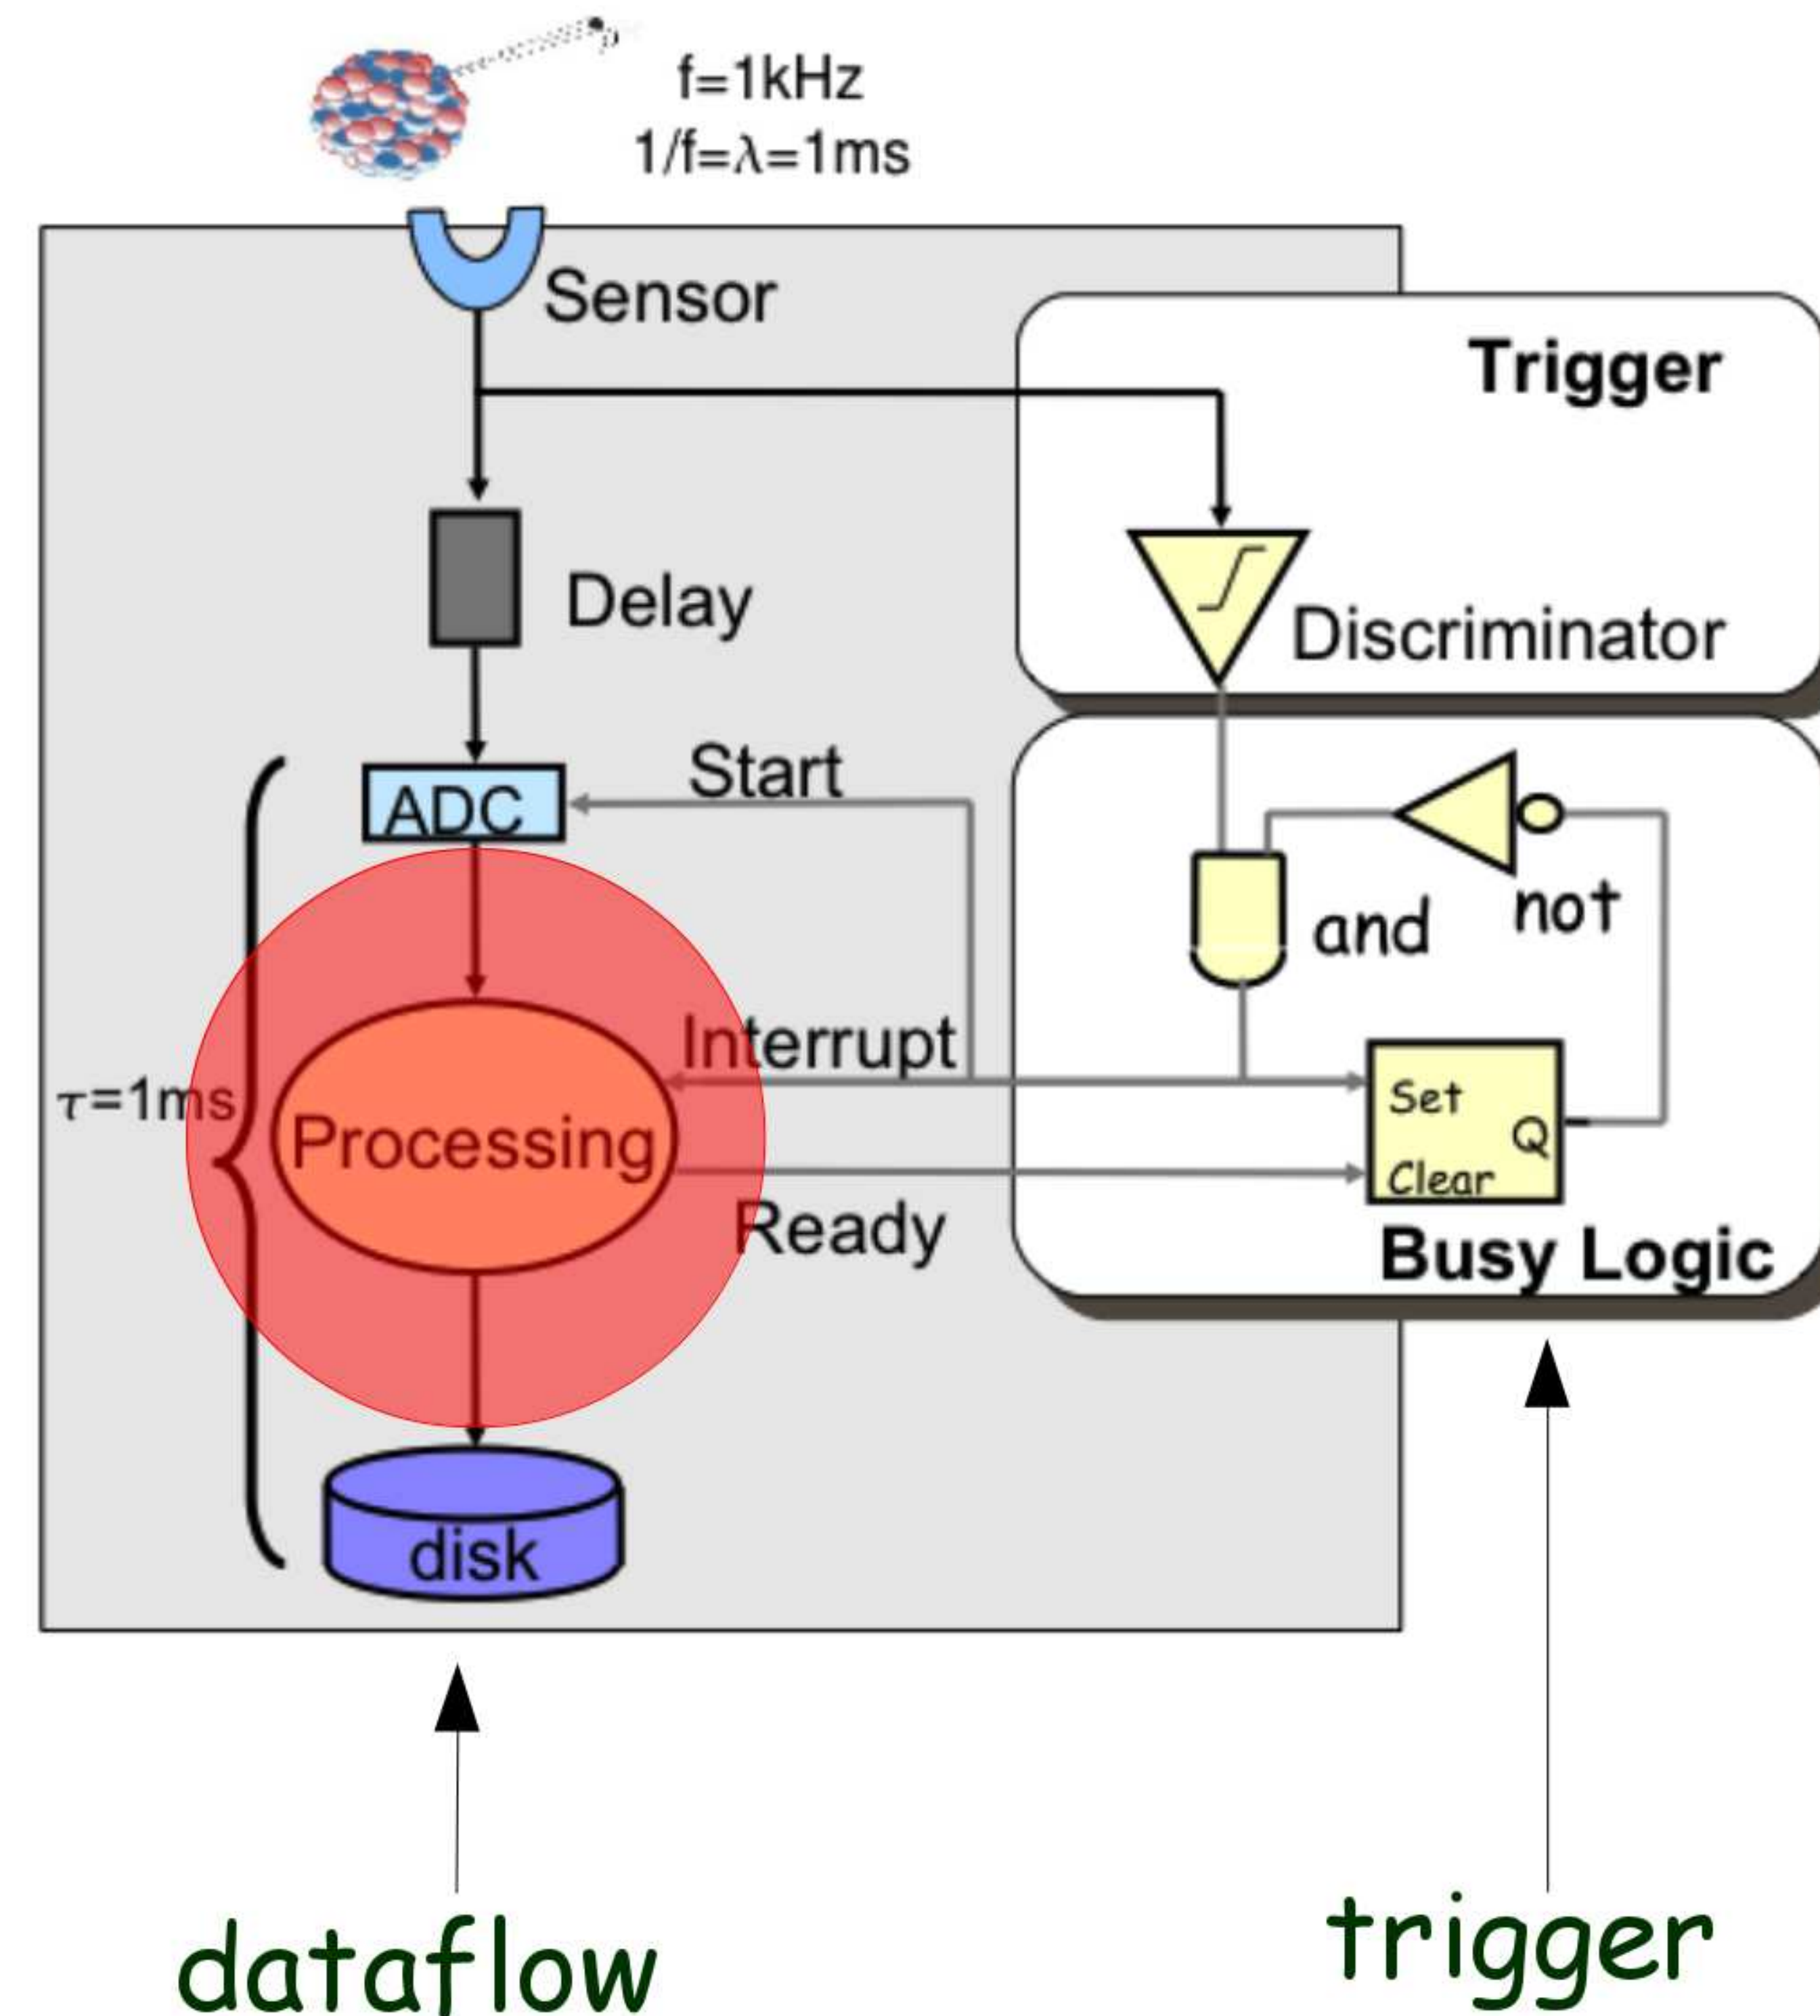 f=1kHz
1/f=λ=1ms
Sensor
Trigger
Delay
Discriminator
Start
ADC
not
and
Interrupt
Set
τ=1ms
Processing
Q
Clear
Ready
Busy Logic
disk
dataflow
trigger